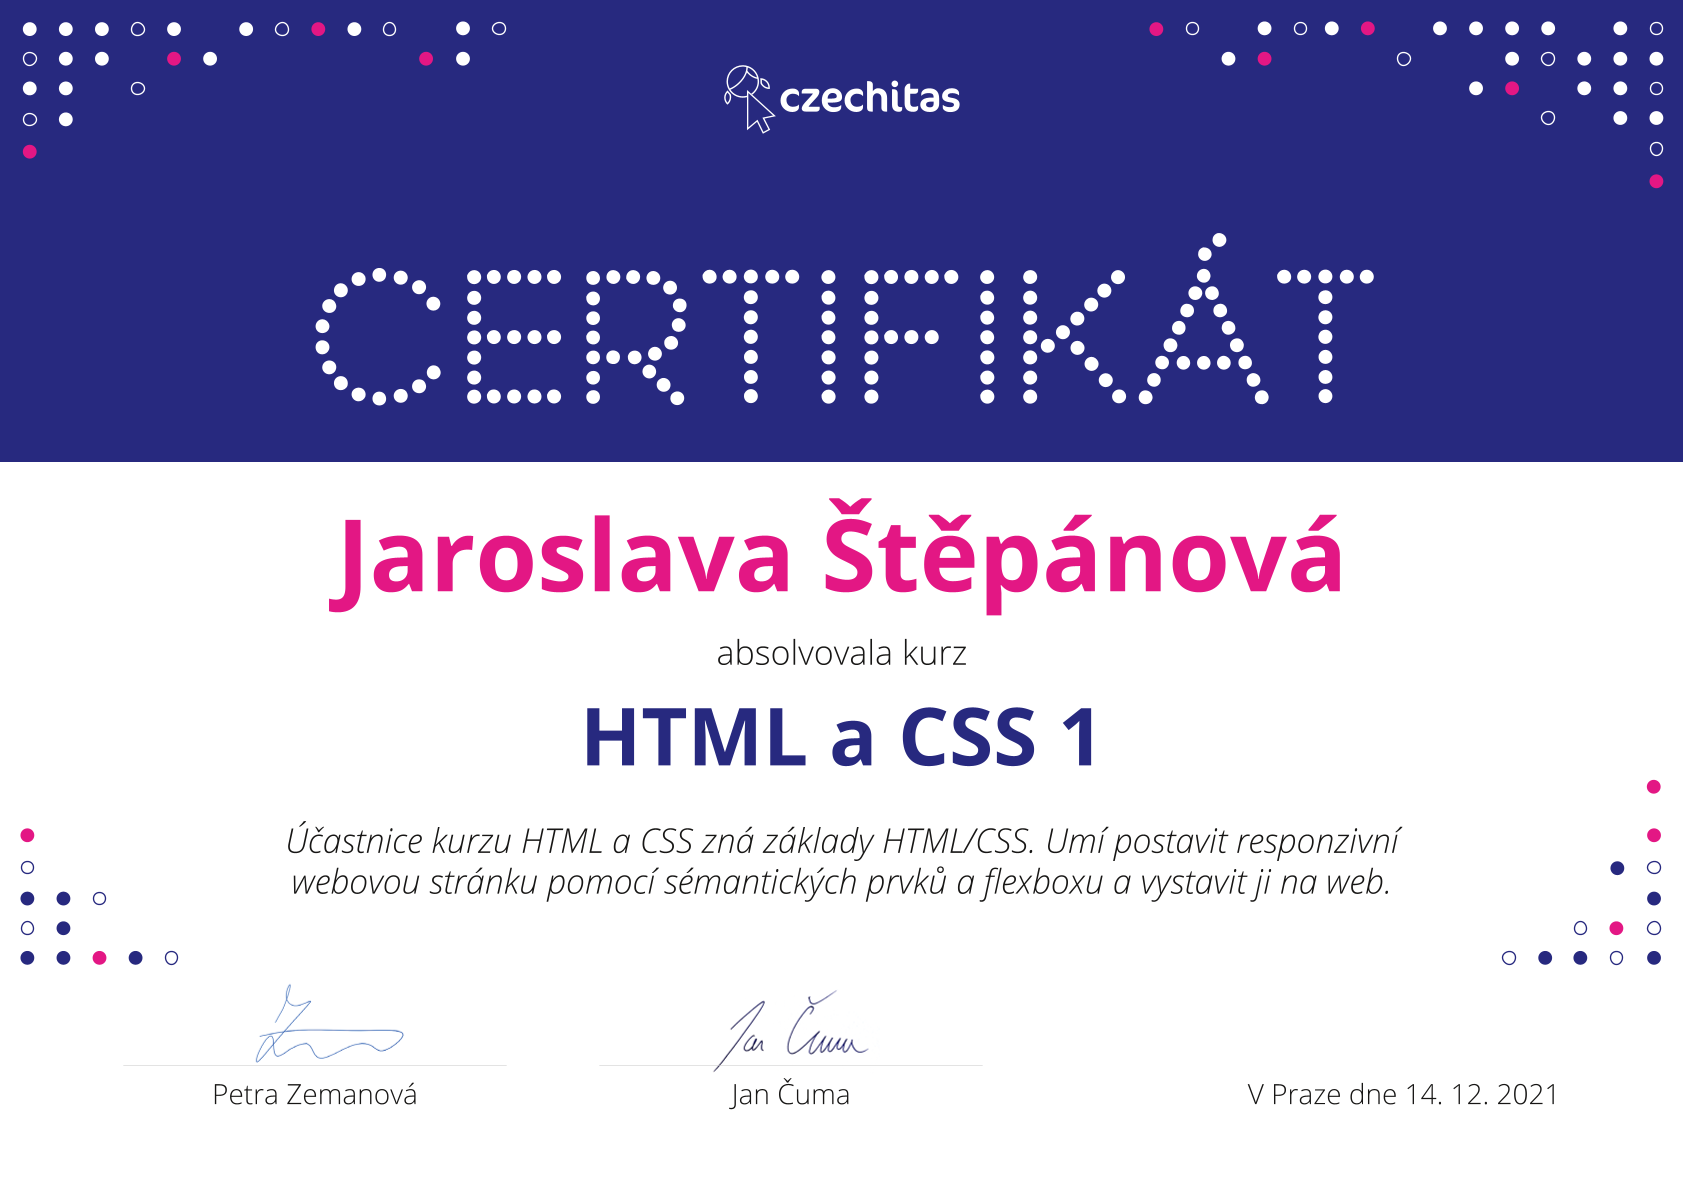 czechitas
CERTIFIKÁT
Jaroslava Štěpánová
absolvovala kurz
HTML a CSS 1
Účastnice kurzu HTML a CSS zná základy HTML/CSS. Umí postavit responzivní
webovou stránku pomocí sémantických prvků a flexboxu a vystavit ji na web.
Jan Čuma
Petra Zemanová
Jan Čuma
V Praze dne 14. 12. 2021